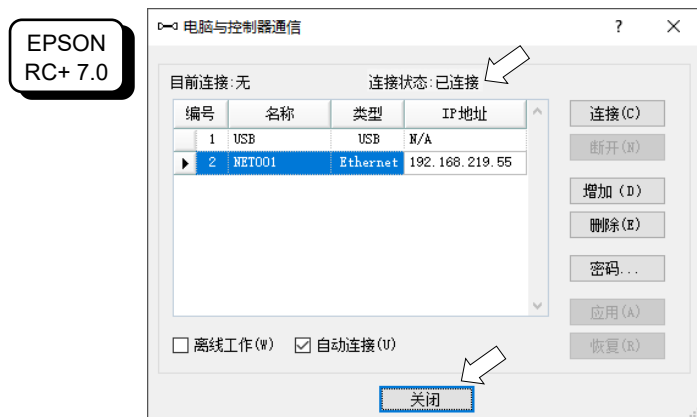 EPSON
RC+ 7.0
电脑与控制器通信
目前连接:无 连接状态:已连接
编号 名称 类型 IP地址
1 USB USB N/A
2 NET001 Ethernet 192.168.219.55
连接(C)
断开(N)
增加 (D)
删除(E)
密码...
应用(A)
恢复(R)
离线工作(W) 自动连接(U)
关闭